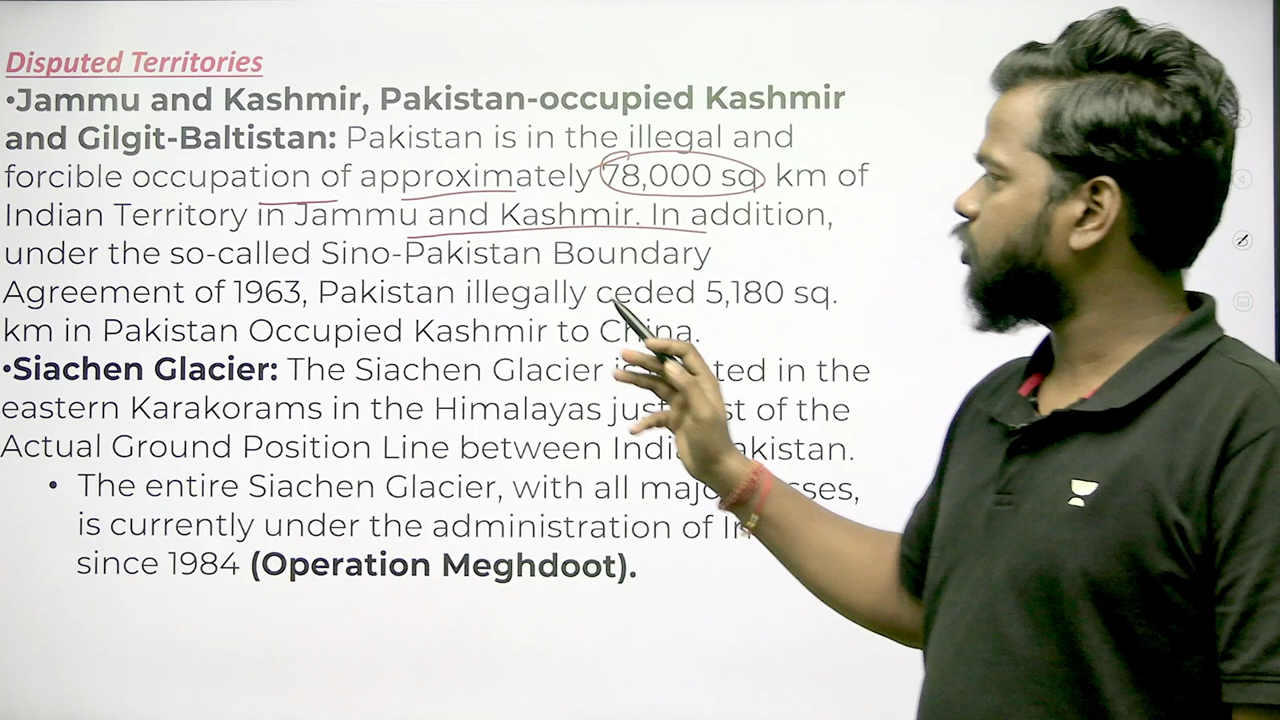 Disputed Territories
•Jammu and Kashmir, Pakistan-occupied Kashmir
and Gilgit-Baltistan: Pakistan is in the illegal and
forcible occupation of approximately 78,000 sq km of
Indian Territory in Jammu and Kashmir. In addition,
under the so-called Sino-Pakistan Boundary
Agreement of 1963, Pakistan illegally ceded 5,180 sq.
km in Pakistan Occupied Kashmir to China.
•Siachen Glacier: The Siachen Glacier in the
eastern Karakorams in the Himalayas of the
Actual Ground Position Line between
• The entire Siachen Glacier, with all
is currently under the administration of
since 1984 (Operation Meghdoot).